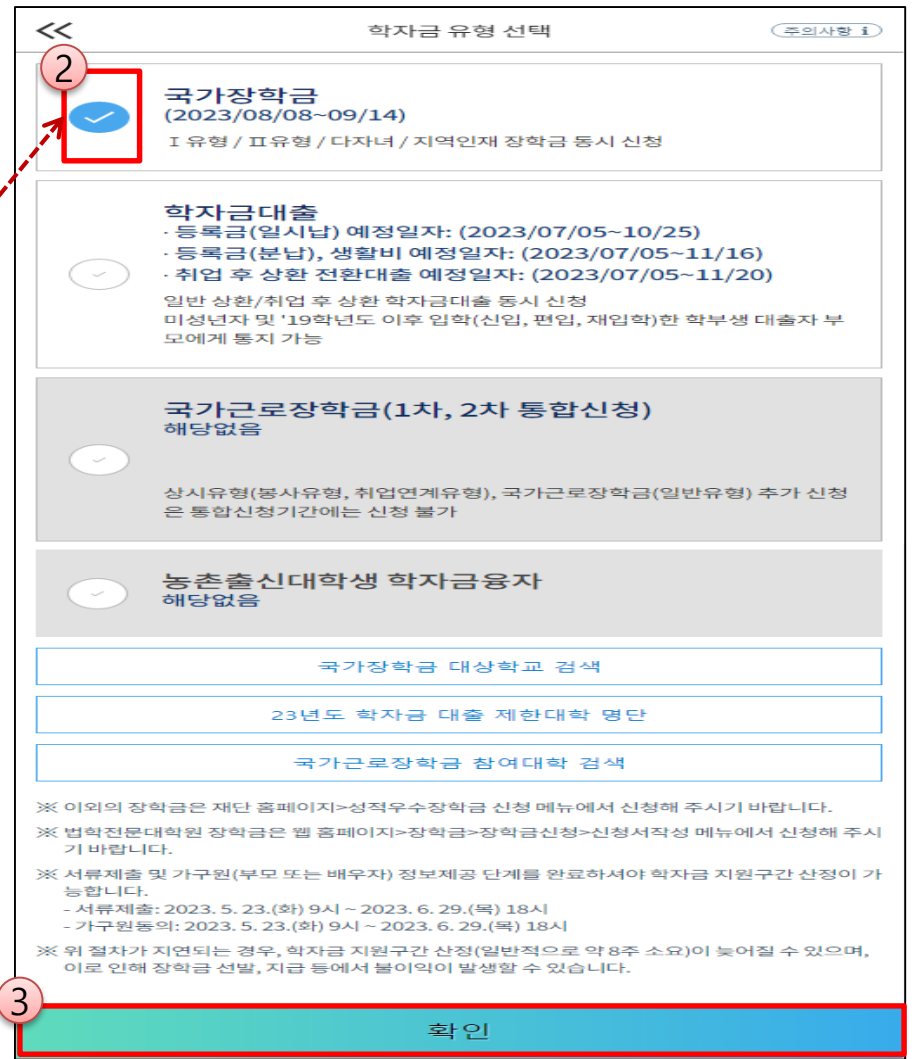 << 학자금 유형 선택 주의사항 i
2
국가장학금
(2023/08/08~09/14)
I 유형 / II유형 / 다자녀 / 지역인재 장학금 동시 신청
학자금대출
· 등록금(일시납) 예정일자: (2023/07/05~10/25)
· 등록금(분납), 생활비 예정일자: (2023/07/05~11/16)
· 취업 후 상환 전환대출 예정일자: (2023/07/05~11/20)
일반 상환/취업 후 상환 학자금대출 동시 신청
미성년자 및 '19학년도 이후 입학(신입, 편입, 재입학)한 학부생 대출자 부
모에게 통지 가능
국가근로장학금(1차, 2차 통합신청)
해당없음
상시유형(봉사유형, 취업연계유형), 국가근로장학금(일반유형) 추가 신청
은 통합신청기간에는 신청 불가
농촌출신대학생 학자금융자
해당없음
국가장학금 대상학교 검색
23년도 학자금 대출 제한대학 명단
국가근로장학금 참여대학 검색
※ 이외의 장학금은 재단 홈페이지>성적우수장학금 신청 메뉴에서 신청해 주시기 바랍니다.
※ 법학전문대학원 장학금은 웹 홈페이지>장학금>장학금신청>신청서작성 메뉴에서 신청해 주시
기 바랍니다.
※ 서류제출 및 가구원(부모 또는 배우자) 정보제공 단계를 완료하셔야 학자금 지원구간 산정이 가
능합니다.
- 서류제출: 2023. 5. 23.(화) 9시 ~ 2023. 6. 29.(목) 18시
- 가구원동의: 2023. 5. 23.(화) 9시 ~ 2023. 6. 29.(목) 18시
※ 위 절차가 지연되는 경우, 학자금 지원구간 산정(일반적으로 약 8주 소요)이 늦어질 수 있으며,
이로 인해 장학금 선발, 지급 등에서 불이익이 발생할 수 있습니다.
3
확인